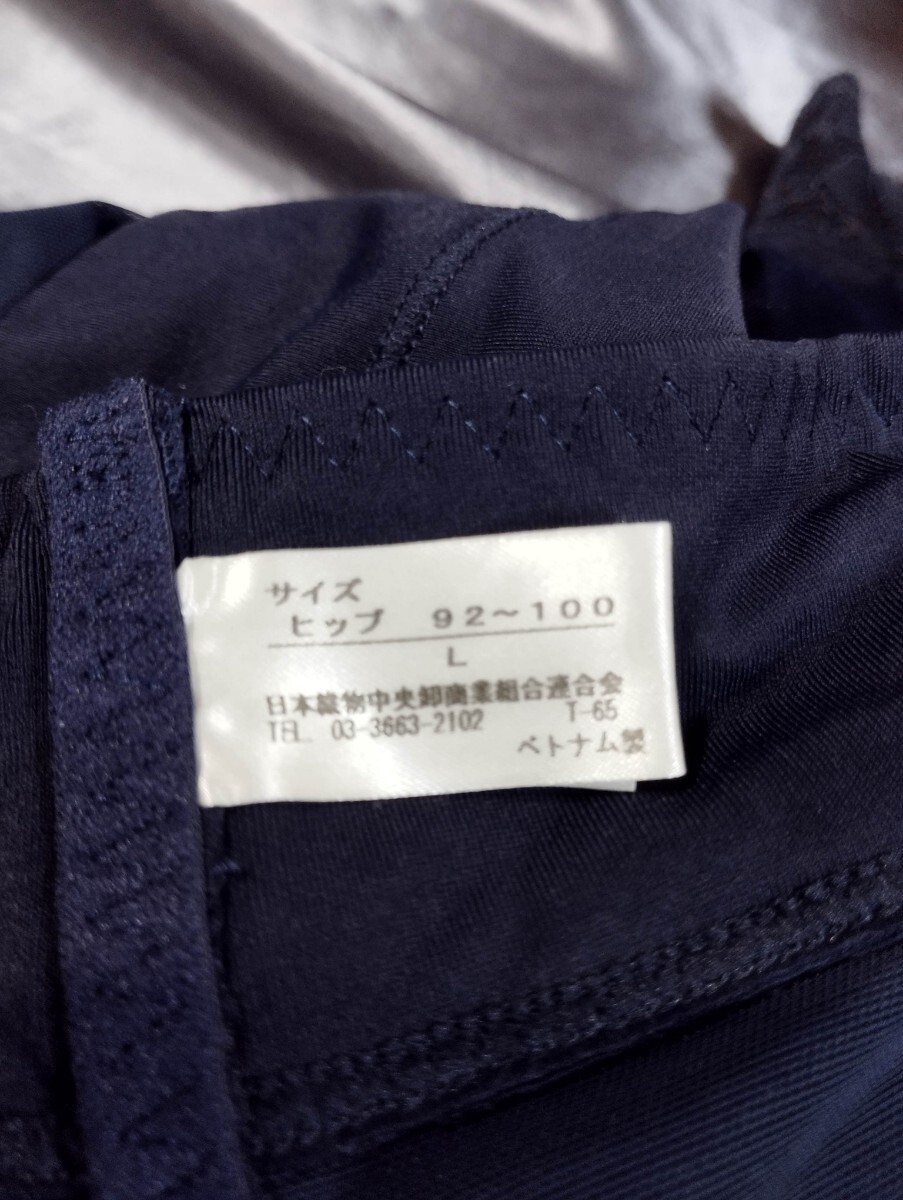 サイズ
ヒップ 92~100
L
日本織物中央卸商業組合連合会
TEL. 03-3663-2102 T-65
ベトナム製